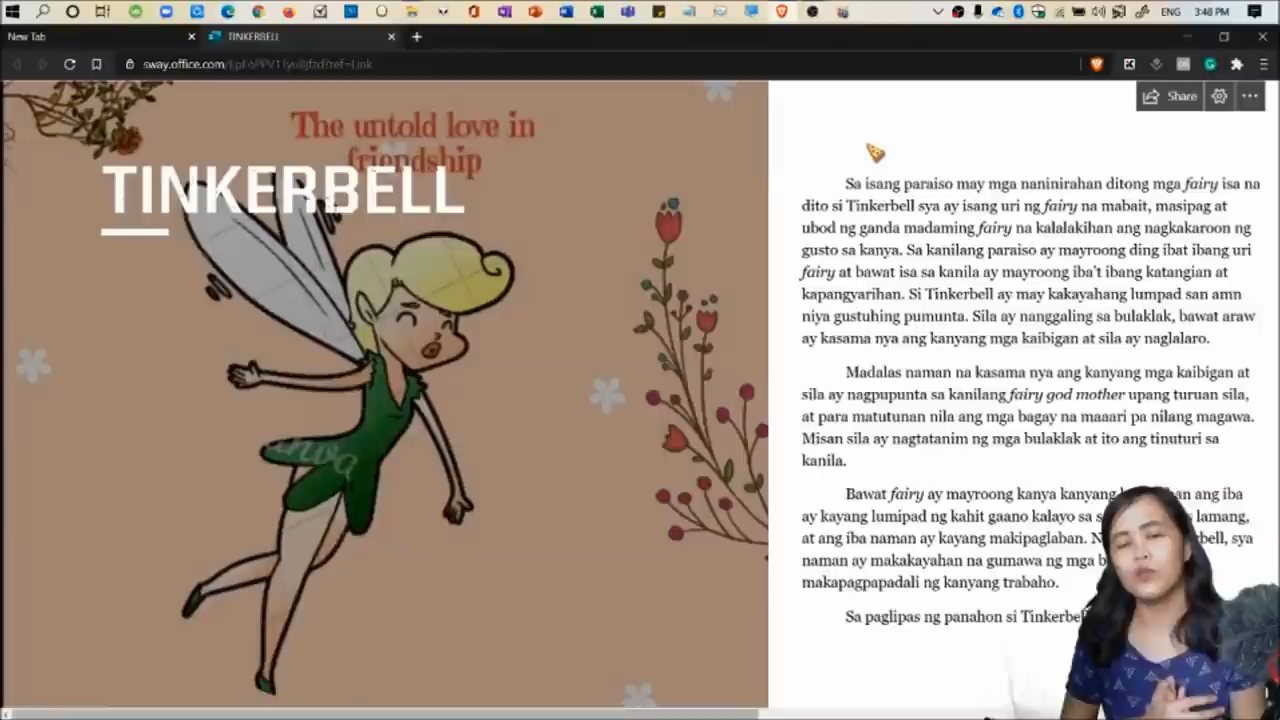 ENG
3:48 PM
New Tab
TINKERBELL
sway.office.com
Share
The untold love in
friendship
TINKERBELL
Sa isang paraiso may mga naninirahan ditong mga fairy isa na
dito si Tinkerbell sya ay isang uri ng fairy na mabait, masipag at
ubod ng ganda madaming fairy na kalalakihan ang nagkakaroon ng
gusto sa kanya. Sa kanilang paraiso ay mayroong ding ibat ibang uri
fairy at bawat isa sa kanila ay mayroong iba't ibang katangian at
kapangyarihan. Si Tinkerbell ay may kakayahang lumpad san amn
niya gustuhing pumunta. Sila ay nanggaling sa bulaklak, bawat araw
ay kasama nya ang kanyang mga kaibigan at sila ay naglalaro.
Madalas naman na kasama nya ang kanyang mga kaibigan at
sila ay nagpupunta sa kanilang fairy god mother upang turuan sila,
at para matutunan nila ang mga bagay na maaari pa nilang magawa.
Misan sila ay nagtatanim ng mga bulaklak at ito ang tinuturi sa
kanila.
Bawat fairy ay mayroong kanya kanyang ang iba
ay kayang lumipad ng kahit gaano kalayo sa lamang,
at ang iba naman ay kayang makipaglaban. sya
naman ay makakayahan na gumawa ng mga
makapagpapadali ng kanyang trabaho.
Sa paglipas ng panahon si